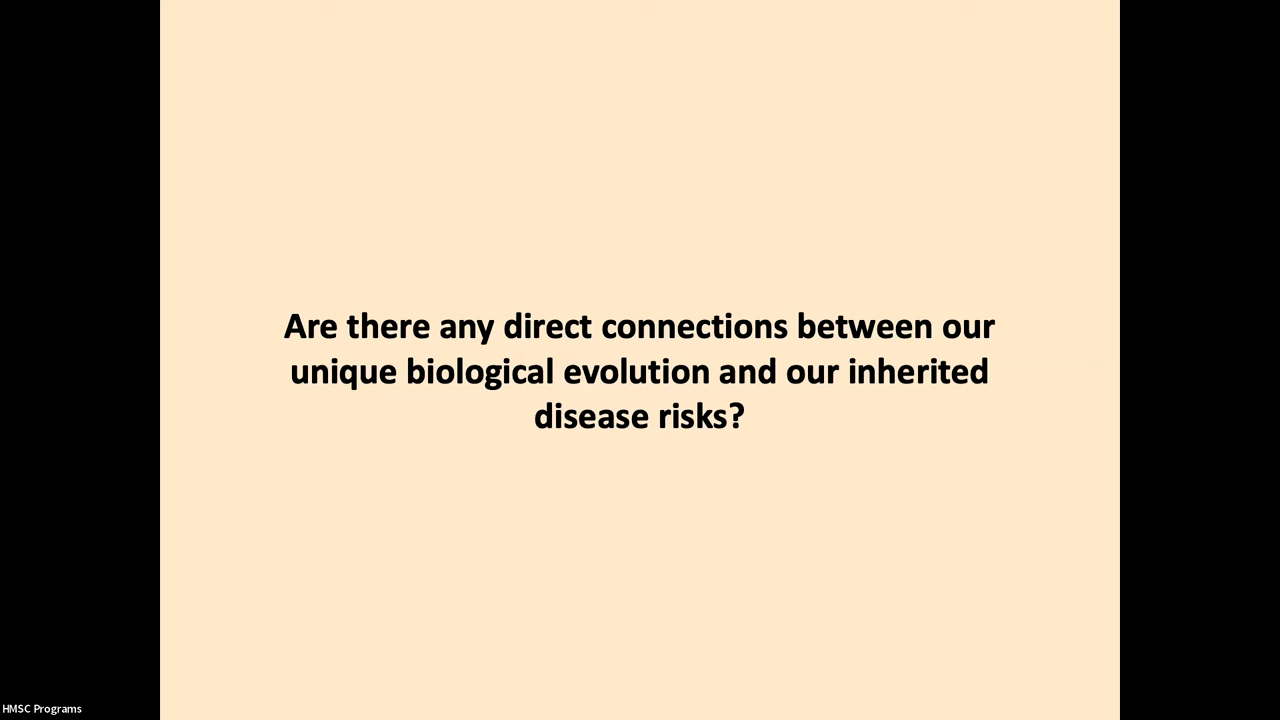 Are there any direct connections between our
unique biological evolution and our inherited
disease risks?
HMSC Programs